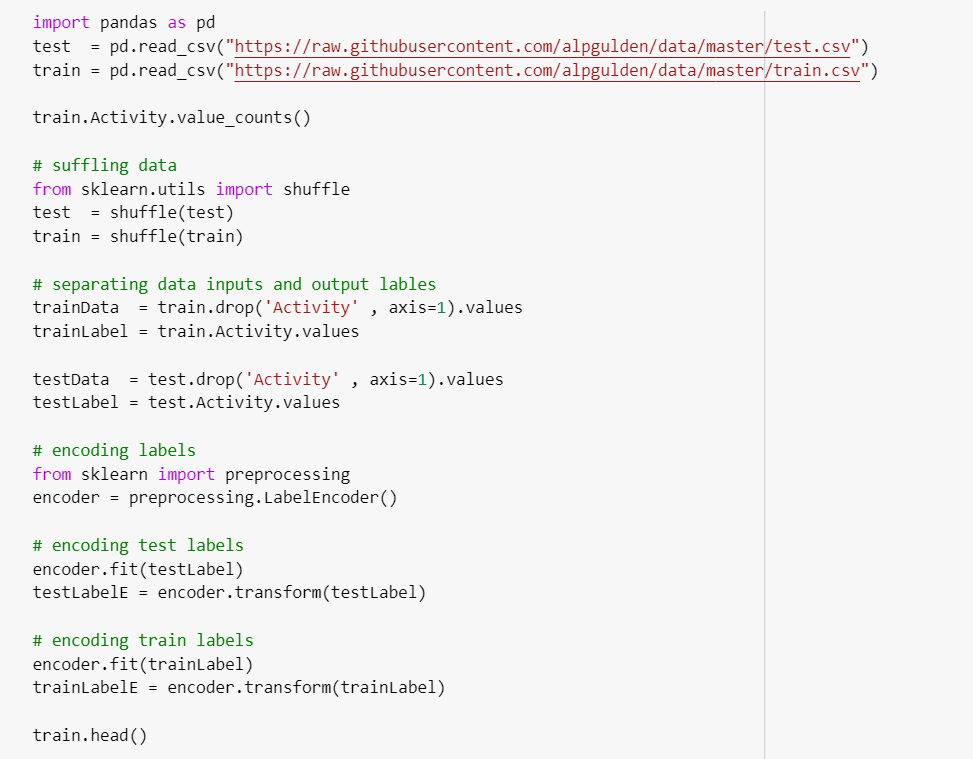 import pandas as pd
test  = pd.read_csv("https://raw.githubusercontent.com/alpgulden/data/master/test.csv")
train = pd.read_csv("https://raw.githubusercontent.com/alpgulden/data/master/train.csv")
train.Activity.value_counts()
# suffling data
from sklearn.utils import shuffle
test  = shuffle(test)
train = shuffle(train)
# separating data inputs and output lables
trainData  = train.drop('Activity' , axis=1).values
trainLabel = train.Activity.values
testData  = test.drop('Activity' , axis=1).values
testLabel = test.Activity.values
# encoding labels
from sklearn import preprocessing
encoder = preprocessing.LabelEncoder()
# encoding test labels
encoder.fit(testLabel)
testLabelE = encoder.transform(testLabel)
# encoding train labels
encoder.fit(trainLabel)
trainLabelE = encoder.transform(trainLabel)
train.head()